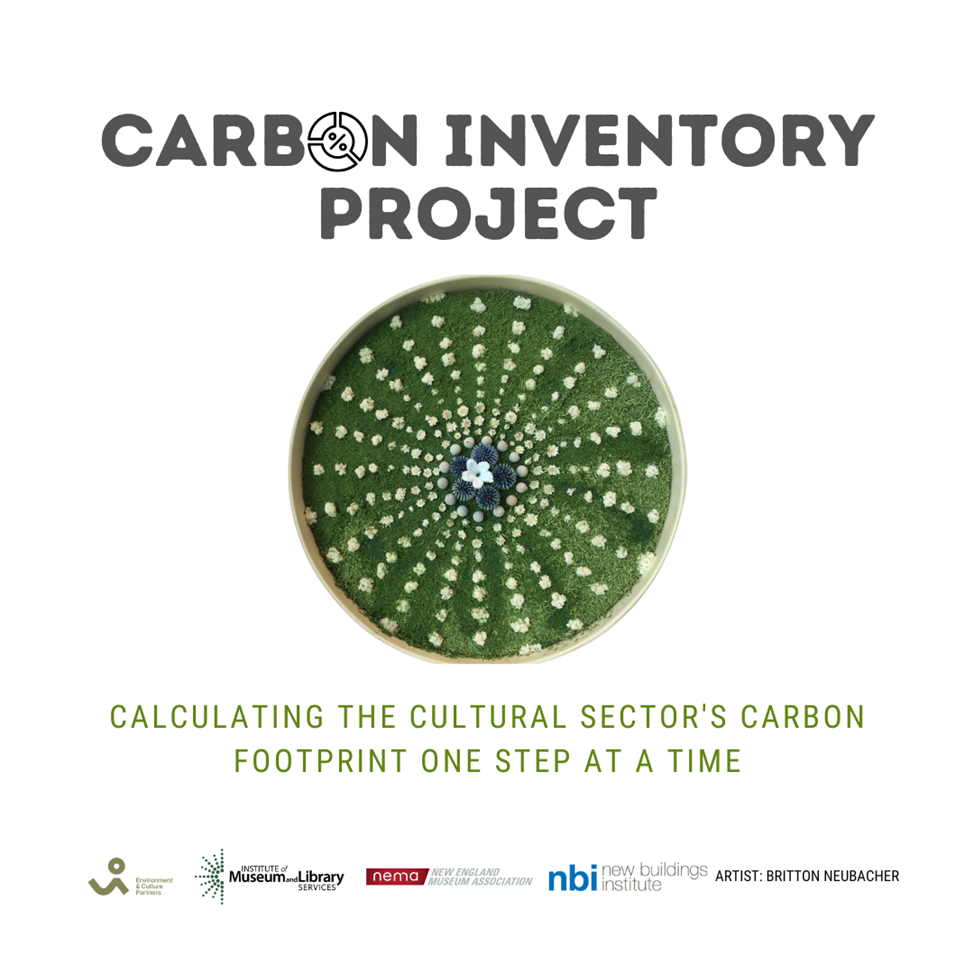 CARBON INVENTORY
PROJECT
CALCULATING THE CULTURAL SECTOR'S CARBON
FOOTPRINT ONE STEP AT A TIME
Environment
& Culture
Partners
INSTITUTE of
Museum and Library
SERVICES
nema NEW ENGLAND
MUSEUM ASSOCIATION
nbi new buildings
institute
ARTIST: BRITTON NEUBACHER